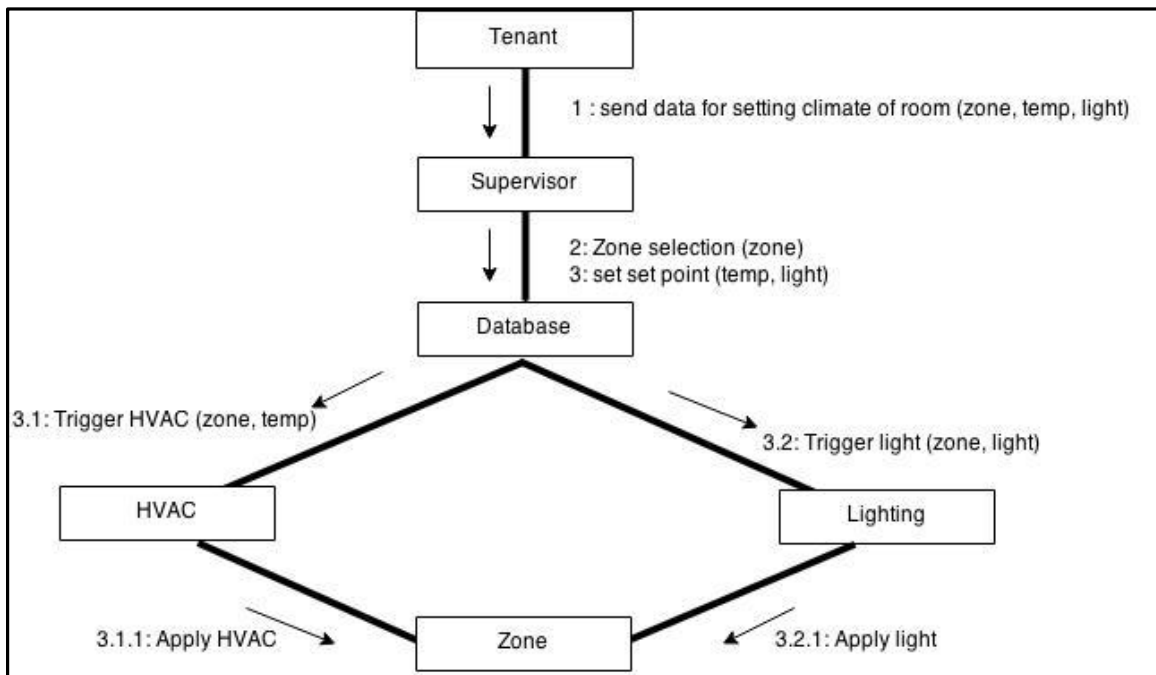 Tenant
1 : send data for setting climate of room (zone, temp, light)
Supervisor
2: Zone selection (zone)
3: set set point (temp, light)
Database
3.1: Trigger HVAC (zone, temp)
3.2: Trigger light (zone, light)
HVAC
Lighting
3.1.1: Apply HVAC
Zone
3.2.1: Apply light